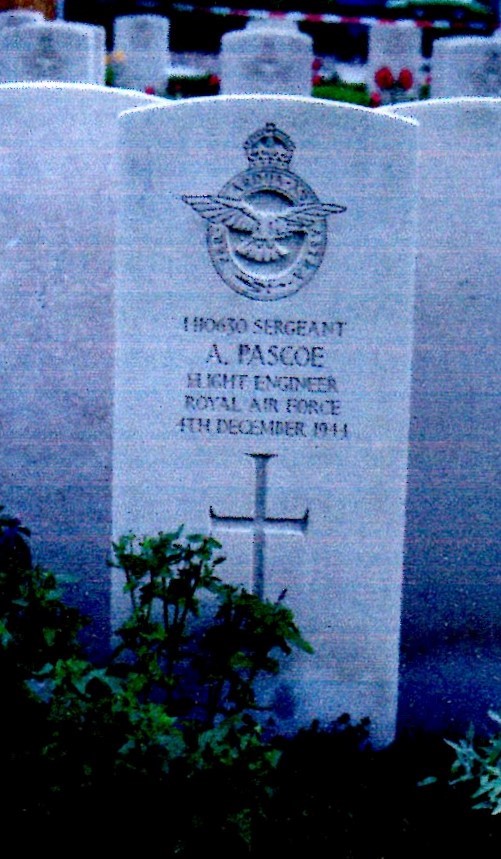 1110630 SERGEANT
A. PASCOE
FLIGHT ENGINEER
ROYAL AIR FORCE
4TH DECEMBER 1944